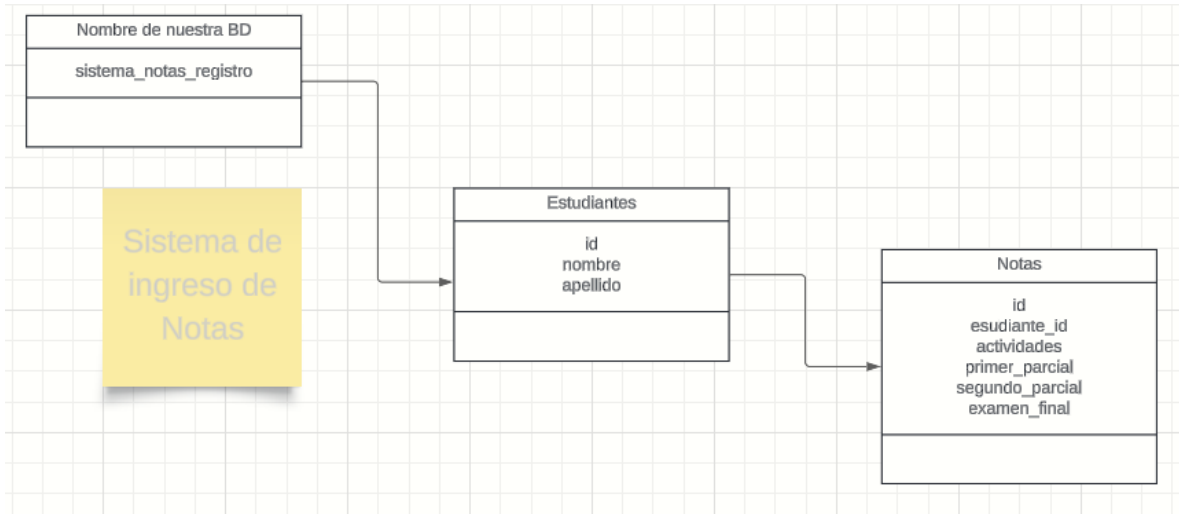 Nombre de nuestra BD
sistema_notas_registro
Sistema de
ingreso de
Notas
Estudiantes
id
nombre
apellido
Notas
id
esudiante_id
actividades
primer_parcial
segundo_parcial
examen_final